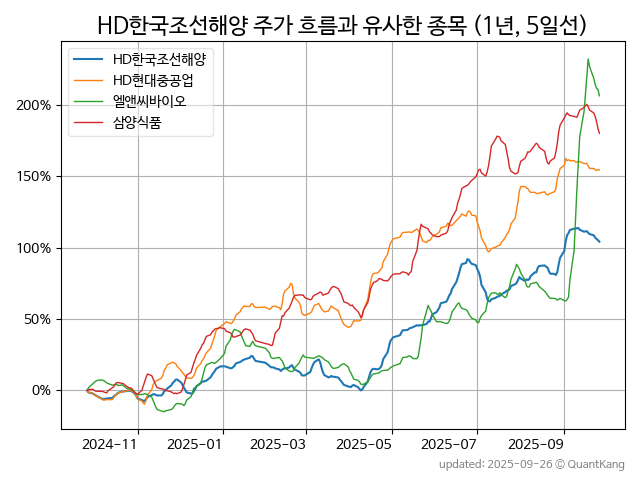 HD한국조선해양 주가 흐름과 유사한 종목 (1년, 5일선)
HD한국조선해양
HD현대중공업
엘앤씨바이오
삼양식품
200%
150%
100%
50%
0%
2024-11 2025-01 2025-03 2025-05 2025-07 2025-09
updated: 2025-09-26 © QuantKang